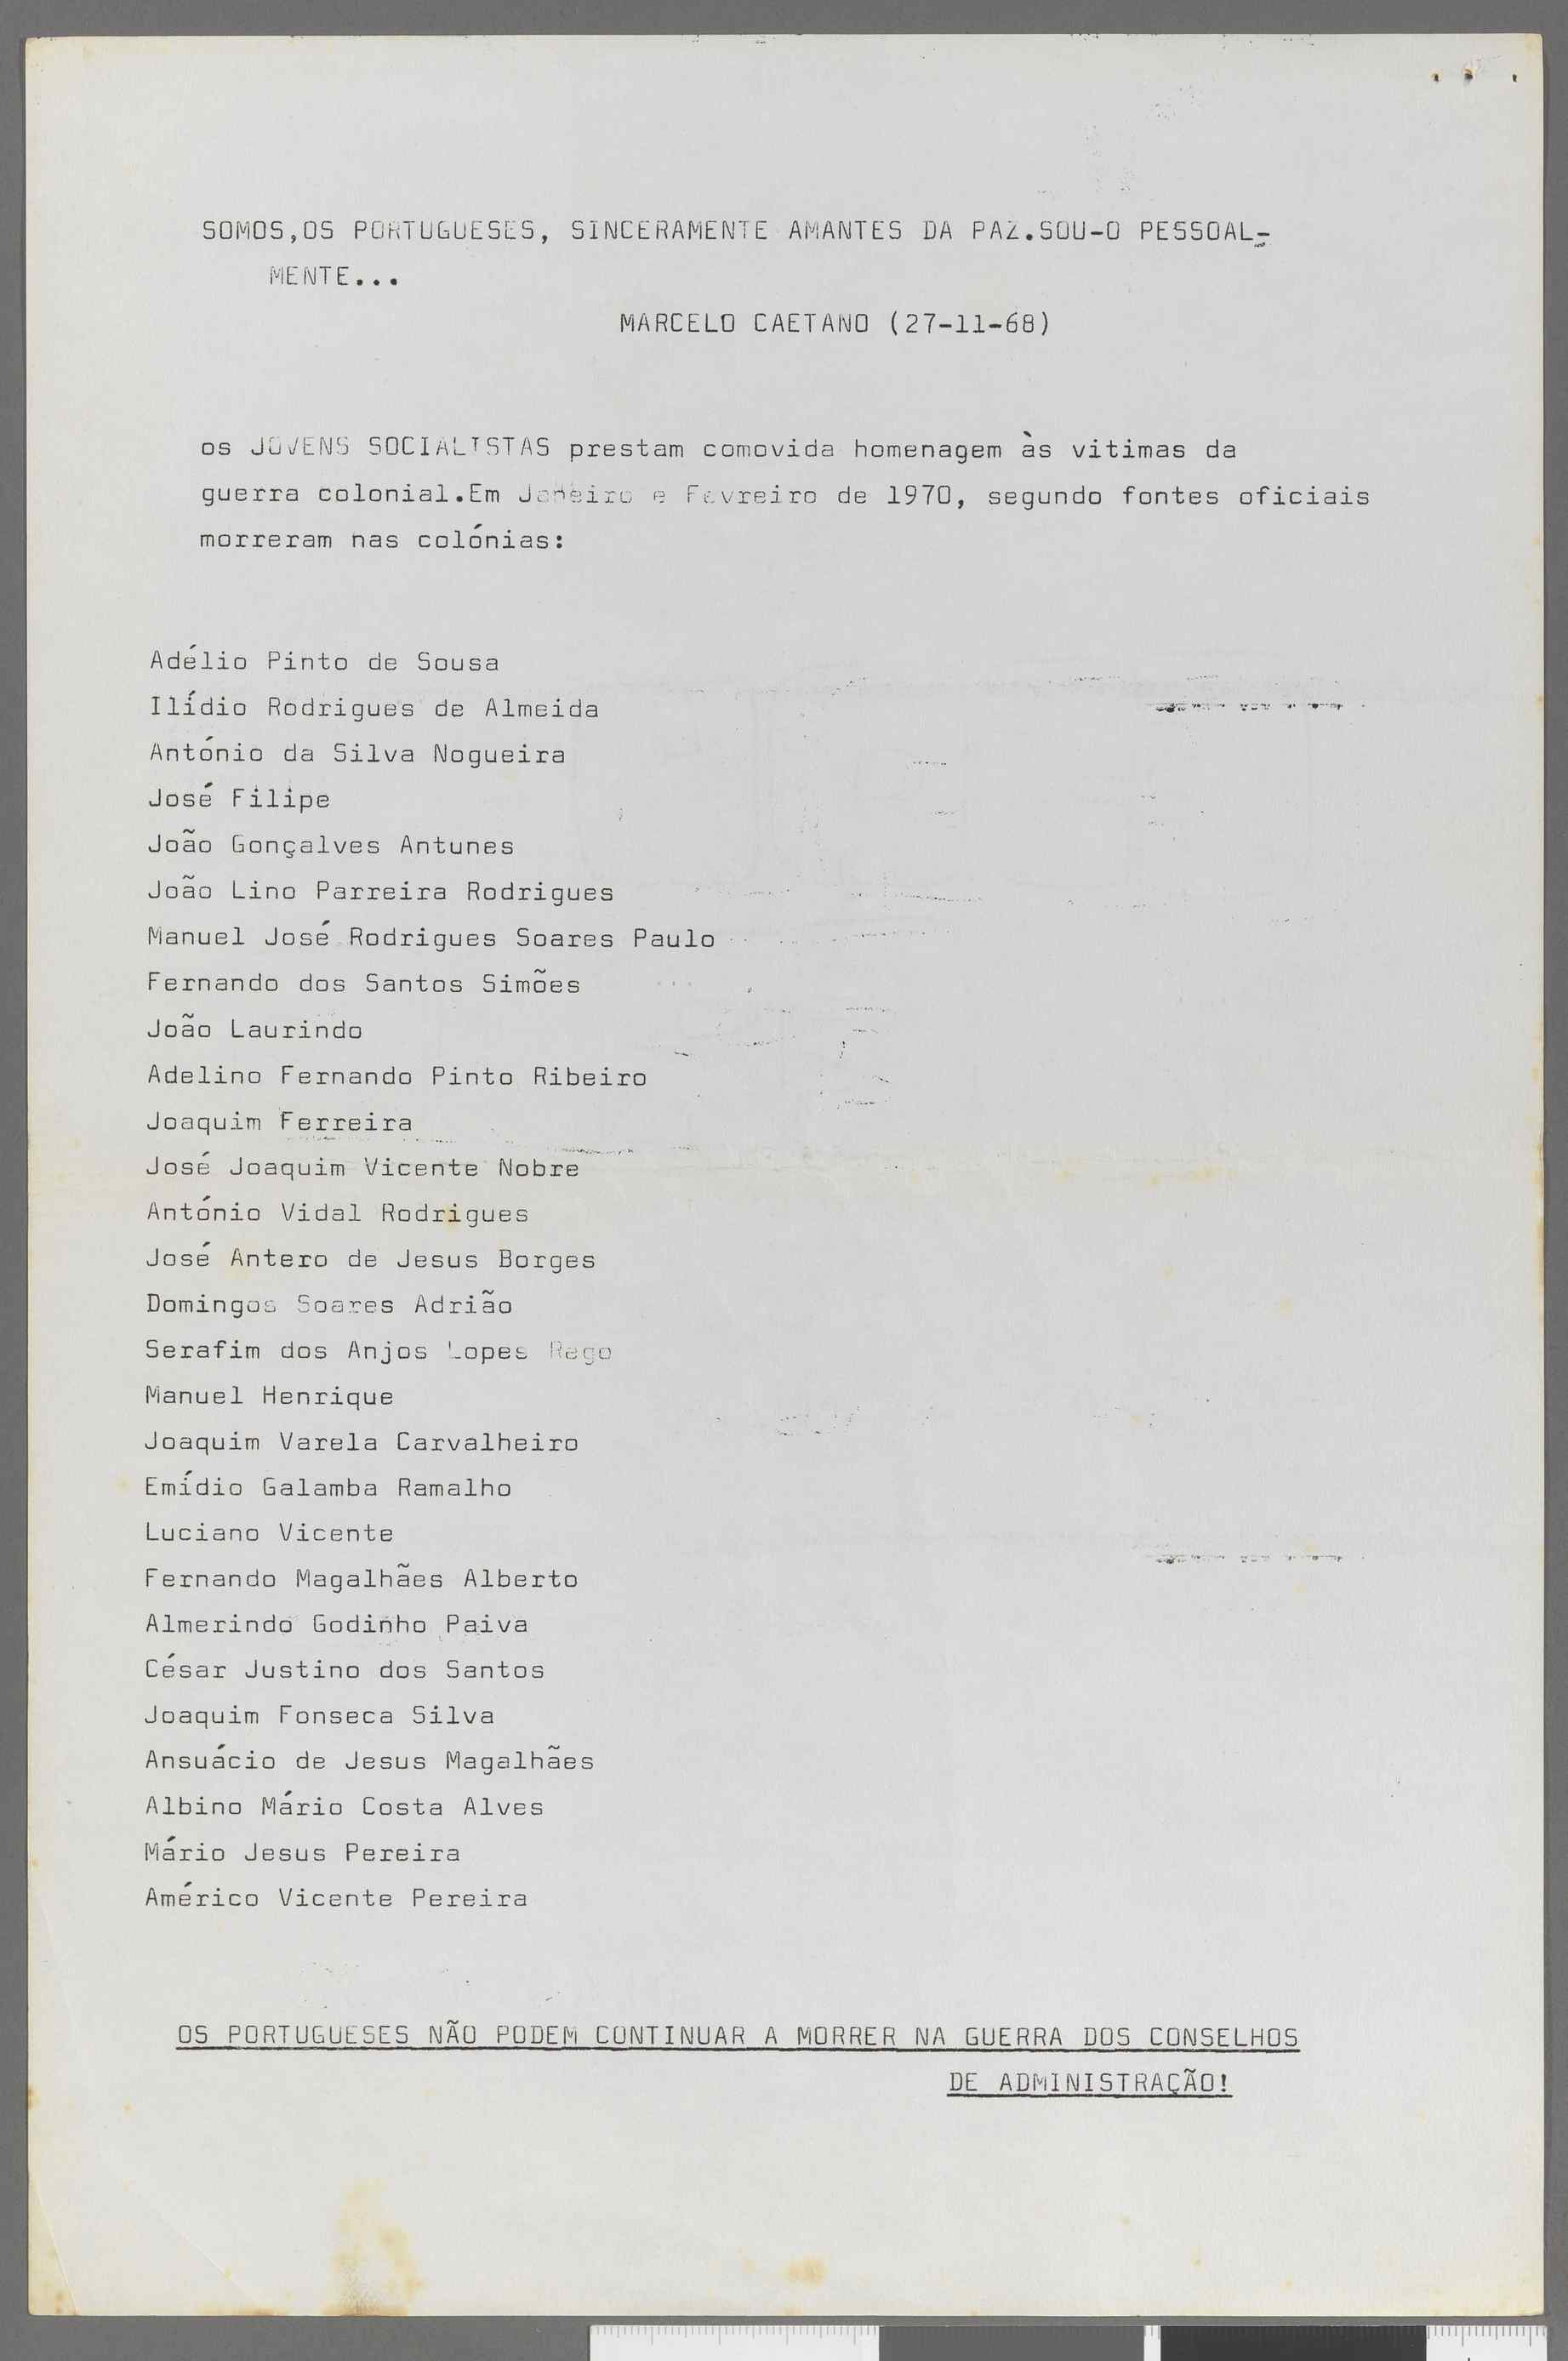 SOMOS,OS PORTUGUESES, SINCERAMENTE AMANTES DA PAZ.SOU-O PESSOAL-
MENTE...
MARCELO CAETANO (27-11-68)
os JOVENS SOCIALISTAS prestam comovida homenagem às vitimas da
guerra colonial.Em Janeiro e Fevreiro de 1970, segundo fontes oficiais
morreram nas colónias:
Adélio Pinto de Sousa
Ilídio Rodrigues de Almeida
António da Silva Nogueira
José Filipe
João Gonçalves Antunes
João Lino Parreira Rodrigues
Manuel José Rodrigues Soares Paulo
Fernando dos Santos Simões
João Laurindo
Adelino Fernando Pinto Ribeiro
Joaquim Ferreira
José Joaquim Vicente Nobre
António Vidal Rodrigues
José Antero de Jesus Borges
Domingos Soares Adrião
Serafim dos Anjos Lopes Rego
Manuel Henrique
Joaquim Varela Carvalheiro
Emídio Galamba Ramalho
Luciano Vicente
Fernando Magalhães Alberto
Almerindo Godinho Paiva
César Justino dos Santos
Joaquim Fonseca Silva
Ansuácio de Jesus Magalhães
Albino Mário Costa Alves
Mário Jesus Pereira
Américo Vicente Pereira
OS PORTUGUESES NÃO PODEM CONTINUAR A MORRER NA GUERRA DOS CONSELHOS
DE ADMINISTRAÇÃO!